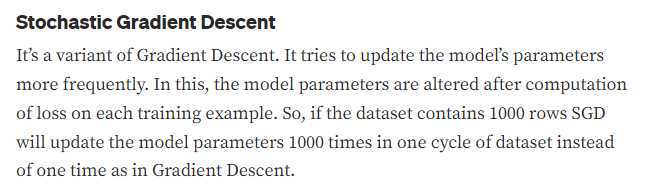 Stochastic Gradient Descent
It’s a variant of Gradient Descent. It tries to update the model’s parameters
more frequently. In this, the model parameters are altered after computation
of loss on each training example. So, if the dataset contains 1000 rows SGD
will update the model parameters 1000 times in one cycle of dataset instead
of one time as in Gradient Descent.